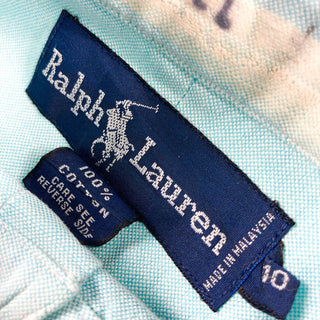 Ralph Lauren
MADE IN MALAYSIA
10
100%
COTTON
CARE SEE
REVERSE SIDE